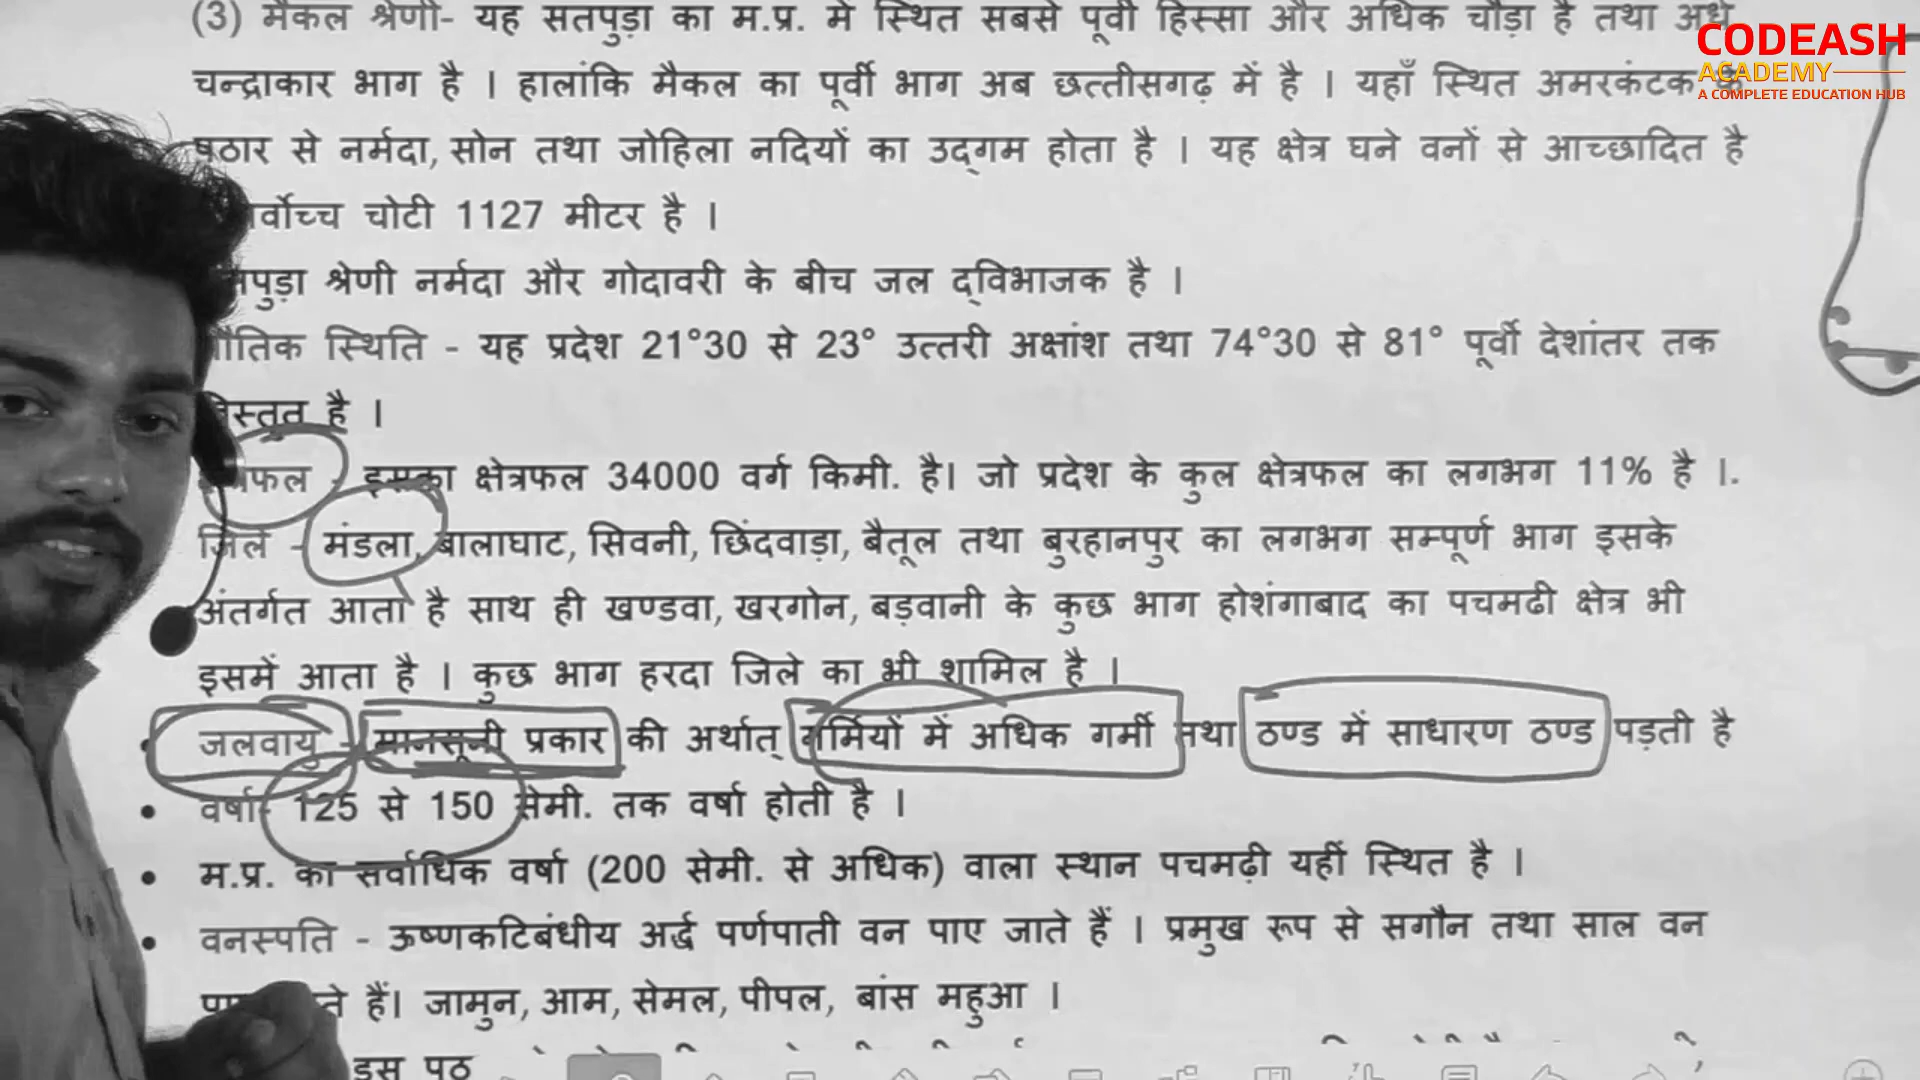 (3) मैकल श्रेणी- यह सतपुड़ा का म.प्र. में स्थित सबसे पूर्वी हिस्सा और अधिक चौड़ा है तथा अर्ध
CODEASH
ACADEMY
A COMPLETE EDUCATION HUB
चन्द्राकार भाग है । हालांकि मैकल का पूर्वी भाग अब छत्तीसगढ़ में है । यहाँ स्थित अमरकंटक के
पठार से नर्मदा, सोन तथा जोहिला नदियों का उद्गम होता है । यह क्षेत्र घने वनों से आच्छादित है
चोटी 1127 मीटर है ।
श्रेणी नर्मदा और गोदावरी के बीच जल द्विभाजक है ।
स्थिति - यह प्रदेश 21°30 से 23° उत्तरी अक्षांश तथा 74°30 से 81° पूर्वी देशांतर तक
है ।
इसका क्षेत्रफल 34000 वर्ग किमी. है। जो प्रदेश के कुल क्षेत्रफल का लगभग 11% है ।.
जिले - मंडला, बालाघाट, सिवनी, छिंदवाड़ा, बैतूल तथा बुरहानपुर का लगभग सम्पूर्ण भाग इसके
अंतर्गत आता है साथ ही खण्डवा, खरगोन, बड़वानी के कुछ भाग होशंगाबाद का पचमढी क्षेत्र भी
इसमें आता है । कुछ भाग हरदा जिले का भी शामिल है ।
• जलवायु - मानसूनी प्रकार की अर्थात् गर्मियों में अधिक गर्मी तथा ठण्ड में साधारण ठण्ड पड़ती है
• वर्षा- 125 से 150 सेमी. तक वर्षा होती है ।
• म.प्र. का सर्वाधिक वर्षा (200 सेमी. से अधिक) वाला स्थान पचमढ़ी यहीं स्थित है ।
• वनस्पति - ऊष्णकटिबंधीय अर्द्ध पर्णपाती वन पाए जाते हैं । प्रमुख रूप से सगौन तथा साल वन
हैं। जामुन, आम, सेमल, पीपल, बांस महुआ ।
इस